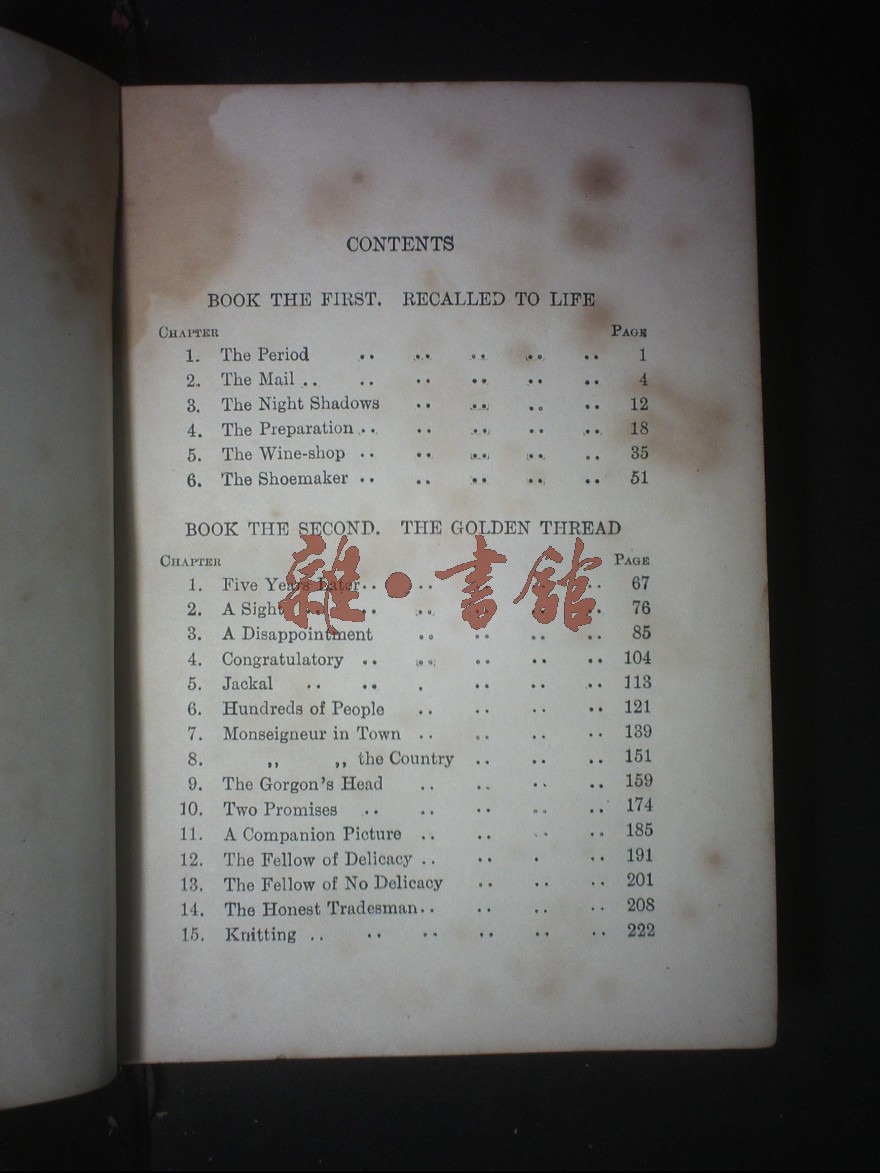 CONTENTS
BOOK THE FIRST. RECALLED TO LIFE
CHAPTER PAGE
1. The Period .. .. .. .. .. 1
2. The Mail .. .. .. .. .. .. 4
3. The Night Shadows .. .. .. .. 12
4. The Preparation .. .. .. .. .. 18
5. The Wine-shop .. .. .. .. .. 35
6. The Shoemaker .. .. .. .. .. 51
BOOK THE SECOND. THE GOLDEN THREAD
CHAPTER PAGE
1. Five Years Later .. .. .. .. .. 67
2. A Sight .. .. .. .. .. .. 76
3. A Disappointment .. .. .. .. 85
4. Congratulatory .. .. .. .. .. 104
5. Jackal .. .. . .. .. .. 113
6. Hundreds of People .. .. .. .. 121
7. Monseigneur in Town .. .. .. .. 139
8. ,, ,, the Country .. .. .. 151
9. The Gorgon's Head .. .. .. .. 159
10. Two Promises .. .. .. .. .. 174
11. A Companion Picture .. .. .. .. 185
12. The Fellow of Delicacy .. .. . .. 191
13. The Fellow of No Delicacy .. .. .. 201
14. The Honest Tradesman .. .. .. .. 208
15. Knitting .. .. .. .. .. .. 222
雜·書館